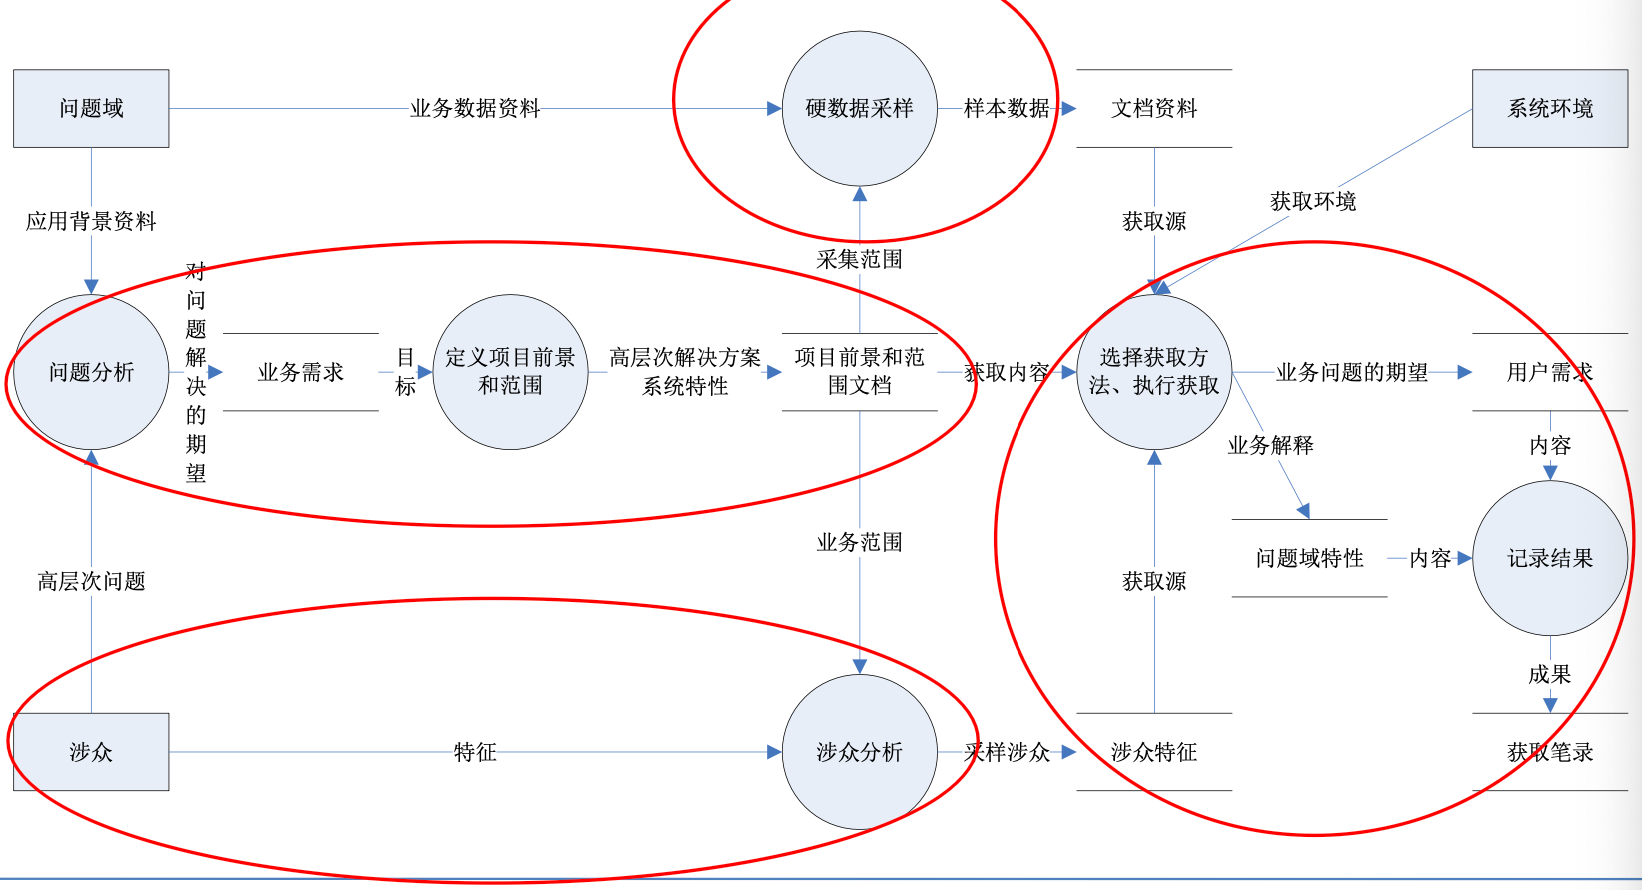 问题域
业务数据资料
硬数据采样
样本数据
文档资料
系统环境
应用背景资料
获取源
获取环境
采集范围
对
问
题
解
决
的
期
望
问题分析
业务需求
目
标
定义项目前景
和范围
高层次解决方案
系统特性
项目前景和范
围文档
获取内容
选择获取方
法、执行获取
业务问题的期望
用户需求
业务解释
内容
业务范围
问题域特性
内容
记录结果
高层次问题
获取源
成果
涉众
特征
涉众分析
采样涉众
涉众特征
获取笔录